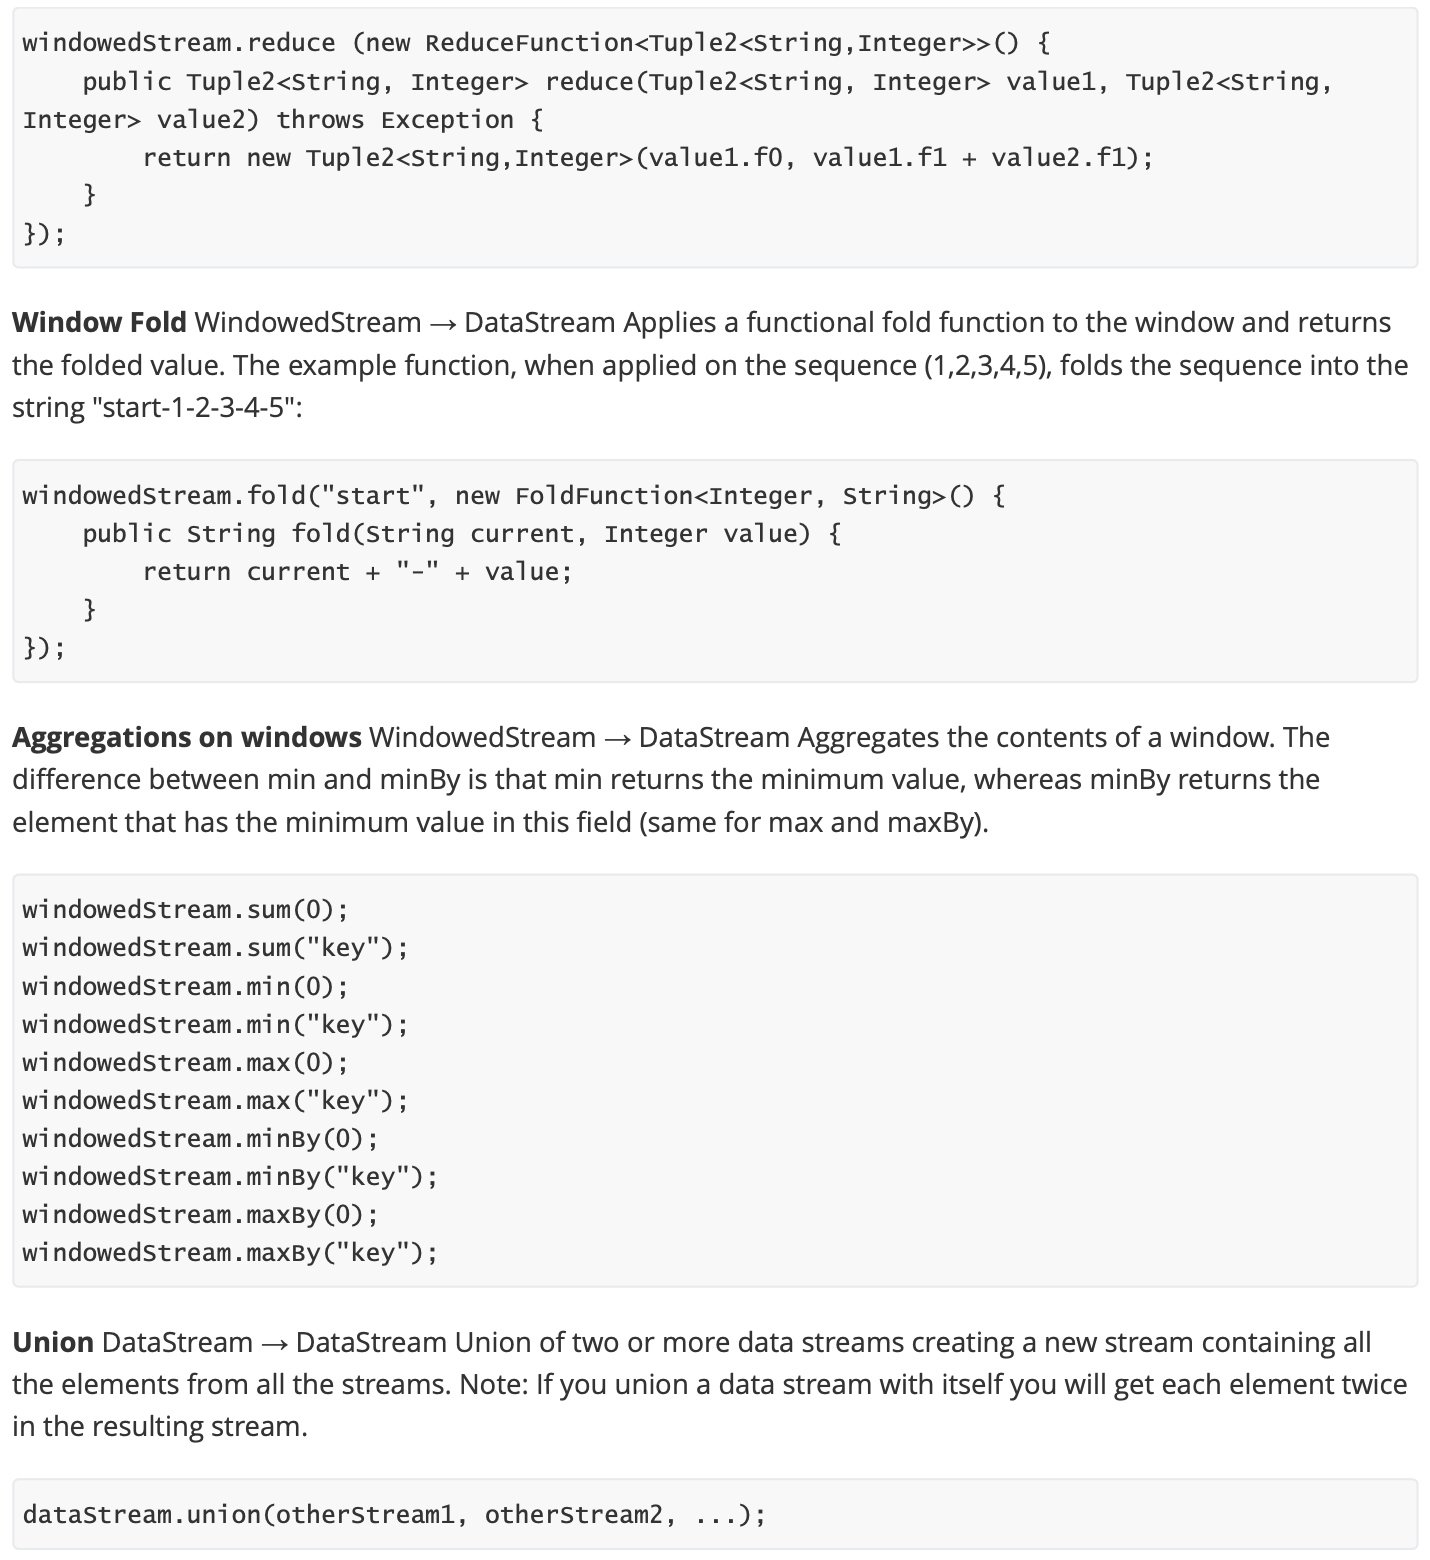 windowedStream.reduce (new ReduceFunction<Tuple2<String,Integer>>() {
    public Tuple2<String, Integer> reduce(Tuple2<String, Integer> value1, Tuple2<String,
Integer> value2) throws Exception {
        return new Tuple2<String,Integer>(value1.f0, value1.f1 + value2.f1);
    }
});
Window Fold WindowedStream → DataStream Applies a functional fold function to the window and returns
the folded value. The example function, when applied on the sequence (1,2,3,4,5), folds the sequence into the
string "start-1-2-3-4-5":
windowedStream.fold("start", new FoldFunction<Integer, String>() {
    public String fold(String current, Integer value) {
        return current + "-" + value;
    }
});
Aggregations on windows WindowedStream → DataStream Aggregates the contents of a window. The
difference between min and minBy is that min returns the minimum value, whereas minBy returns the
element that has the minimum value in this field (same for max and maxBy).
windowedStream.sum(0);
windowedStream.sum("key");
windowedStream.min(0);
windowedStream.min("key");
windowedStream.max(0);
windowedStream.max("key");
windowedStream.minBy(0);
windowedStream.minBy("key");
windowedStream.maxBy(0);
windowedStream.maxBy("key");
Union DataStream → DataStream Union of two or more data streams creating a new stream containing all
the elements from all the streams. Note: If you union a data stream with itself you will get each element twice
in the resulting stream.
dataStream.union(otherStream1, otherStream2, ...);